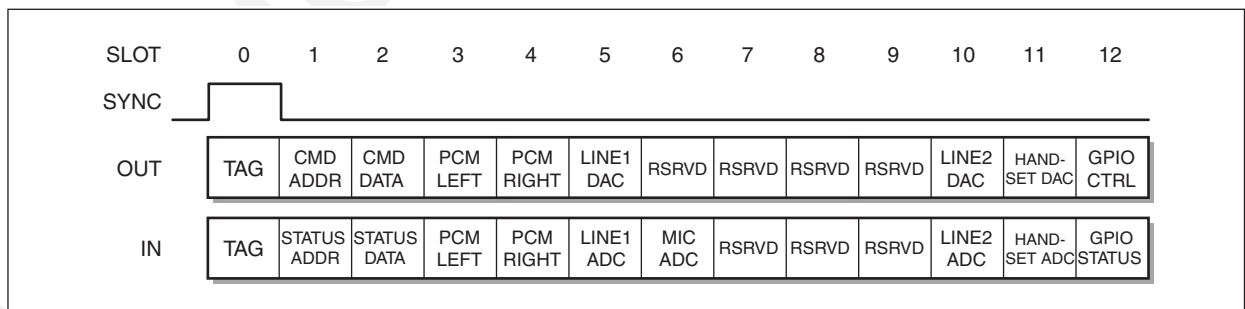 SLOT 0 1 2 3 4 5 6 7 8 9 10 11 12
SYNC
OUT TAG CMD ADDR CMD DATA PCM LEFT PCM RIGHT LINE1 DAC RSRVD RSRVD RSRVD RSRVD LINE2 DAC HAND-SET DAC GPIO CTRL
IN TAG STATUS ADDR STATUS DATA PCM LEFT PCM RIGHT LINE1 ADC MIC ADC RSRVD RSRVD RSRVD LINE2 ADC HAND-SET ADC GPIO STATUS